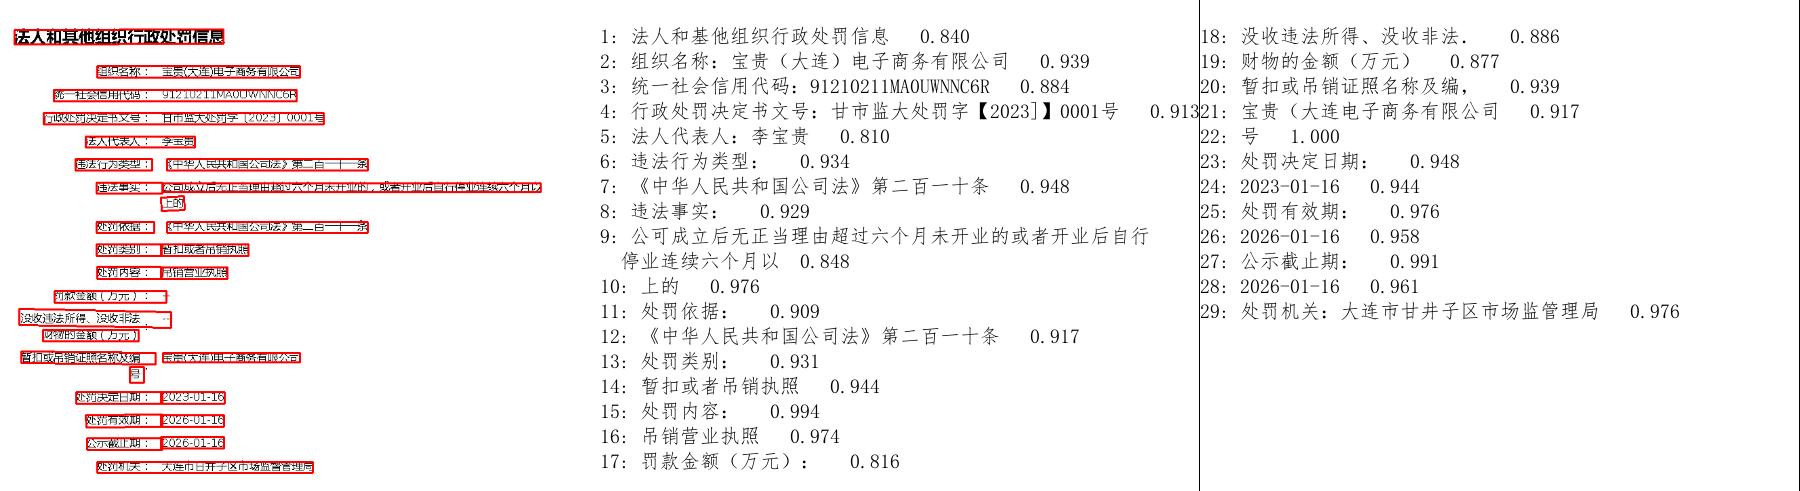 法人和其他组织行政处罚信息
组织名称： 宝贵(大连)电子商务有限公司
统一社会信用代码： 91210211MA0UWNNC6R
行政处罚决定书文号： 甘市监大处罚字〔2023〕0001号
法人代表人： 李宝贵
违法行为类型： 《中华人民共和国公司法》第二百一十一条
违法事实： 公司成立后无正当理由超过六个月未开业的，或者开业后自行停业连续六个月以
上的
处罚依据： 《中华人民共和国公司法》第二百一十一条
处罚类别： 暂扣或者吊销执照
处罚内容： 吊销营业执照
罚款金额（万元）： --
没收违法所得、没收非法 --
财物的金额（万元）：
暂扣或吊销证照名称及编 宝贵(大连)电子商务有限公司
号：
处罚决定日期： 2023-01-16
处罚有效期： 2026-01-16
公示截止期： 2026-01-16
处罚机关： 大连市甘井子区市场监督管理局
1: 法人和基他组织行政处罚信息 0.840
2: 组织名称：宝贵（大连）电子商务有限公司 0.939
3: 统一社会信用代码：91210211MA0UWNNC6R 0.884
4: 行政处罚决定书文号：甘市监大处罚字【2023]】0001号 0.913
5: 法人代表人：李宝贵 0.810
6: 违法行为类型： 0.934
7: 《中华人民共和国公司法》第二百一十条 0.948
8: 违法事实： 0.929
9: 公司成立后无正当理由超过六个月未开业的或者开业后自行
停业连续六个月以 0.848
10: 上的 0.976
11: 处罚依据： 0.909
12: 《中华人民共和国公司法》第二百一十条 0.917
13: 处罚类别： 0.931
14: 暂扣或者吊销执照 0.944
15: 处罚内容： 0.994
16: 吊销营业执照 0.974
17: 罚款金额（万元）： 0.816
18: 没收违法所得、没收非法． 0.886
19: 财物的金额（万元） 0.877
20: 暂扣或吊销证照名称及编， 0.939
21: 宝贵（大连电子商务有限公司 0.917
22: 号 1.000
23: 处罚决定日期： 0.948
24: 2023-01-16 0.944
25: 处罚有效期： 0.976
26: 2026-01-16 0.958
27: 公示截止期： 0.991
28: 2026-01-16 0.961
29: 处罚机关：大连市甘井子区市场监管理局 0.976